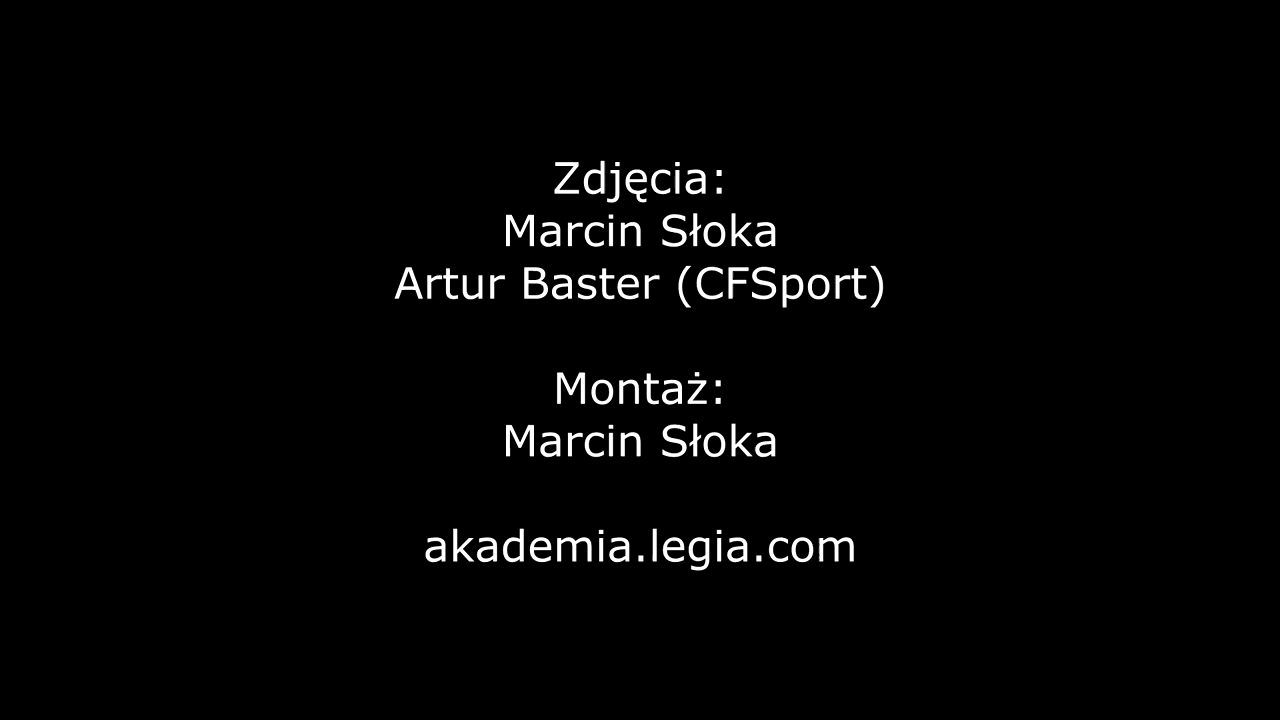 Zdjęcia:
Marcin Słoka
Artur Baster (CFSport)
Montaż:
Marcin Słoka
akademia.legia.com